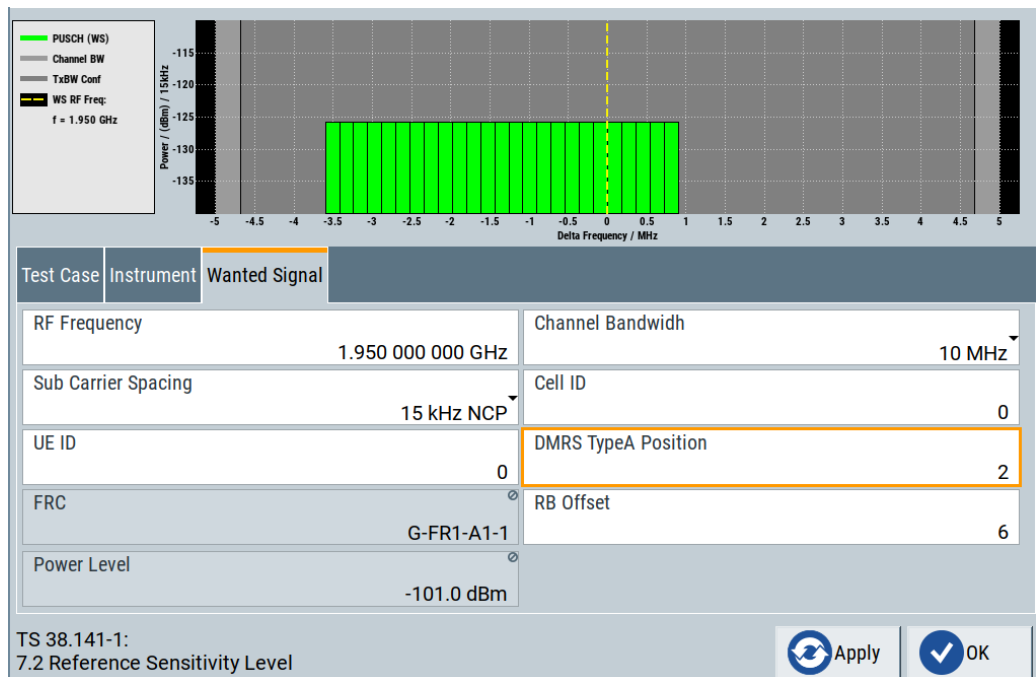 PUSCH (WS)
Channel BW
TxBW Conf
WS RF Freq:
f = 1.950 GHz
Power / (dBm) / 15kHz
-115
-120
-125
-130
-135
-5 -4.5 -4 -3.5 -3 -2.5 -2 -1.5 -1 -0.5 0 0.5 1 1.5 2 2.5 3 3.5 4 4.5 5
Delta Frequency / MHz
Test Case Instrument Wanted Signal
RF Frequency
1.950 000 000 GHz
Channel Bandwidh
10 MHz
Sub Carrier Spacing
15 kHz NCP
Cell ID
0
UE ID
0
DMRS TypeA Position
2
FRC
G-FR1-A1-1
RB Offset
6
Power Level
-101.0 dBm
TS 38.141-1:
7.2 Reference Sensitivity Level
Apply
OK